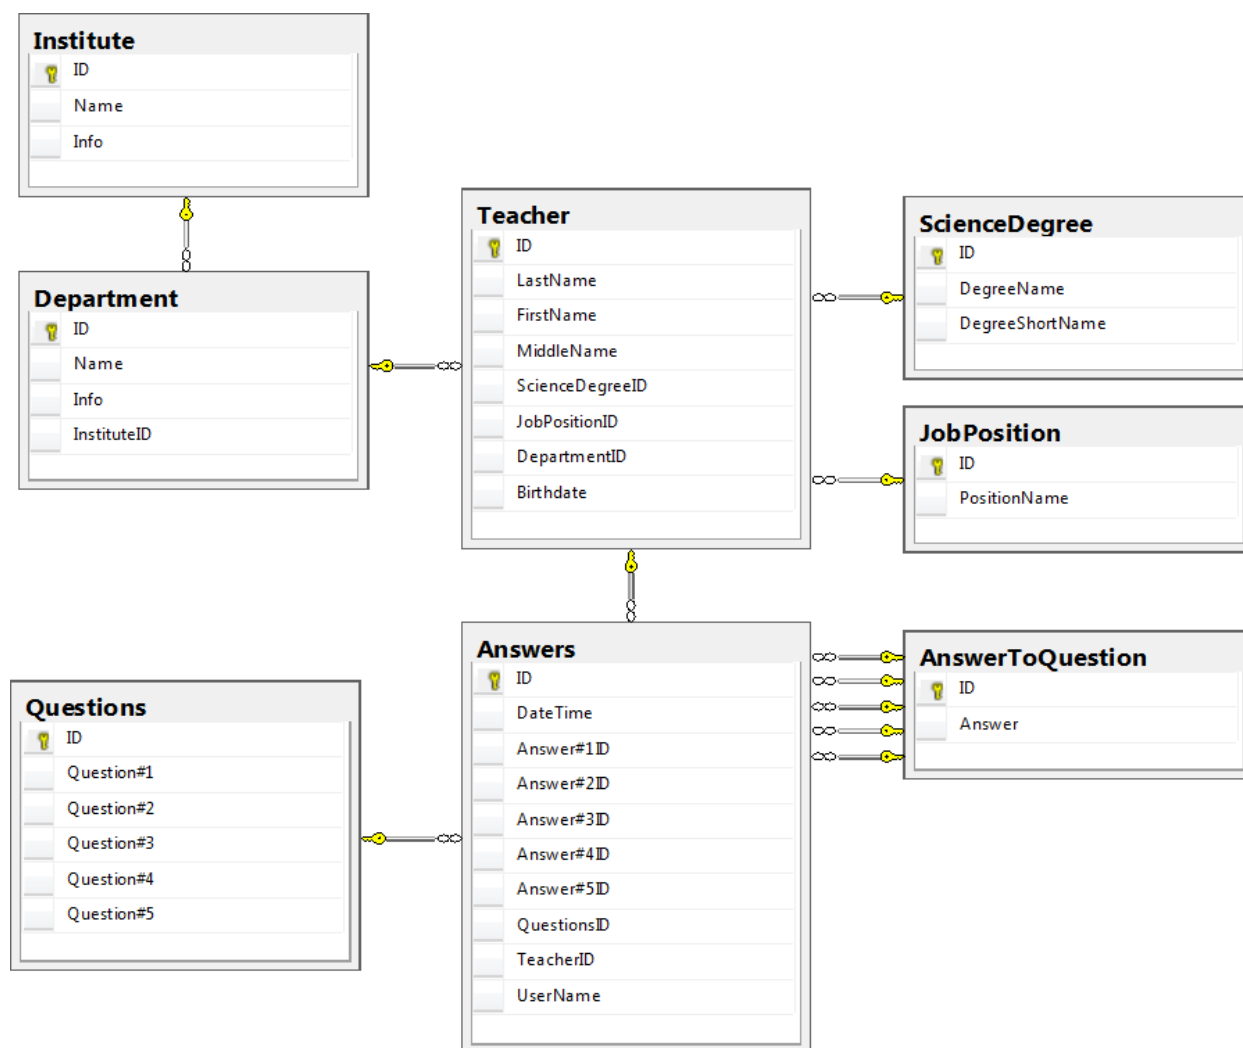 Institute
ID
Name
Info
Department
ID
Name
Info
InstituteID
Teacher
ID
LastName
FirstName
MiddleName
ScienceDegreeID
JobPositionID
DepartmentID
Birthdate
ScienceDegree
ID
DegreeName
DegreeShortName
JobPosition
ID
PositionName
Questions
ID
Question#1
Question#2
Question#3
Question#4
Question#5
Answers
ID
DateTime
Answer#1ID
Answer#2ID
Answer#3ID
Answer#4ID
Answer#5ID
QuestionsID
TeacherID
UserName
AnswerToQuestion
ID
Answer